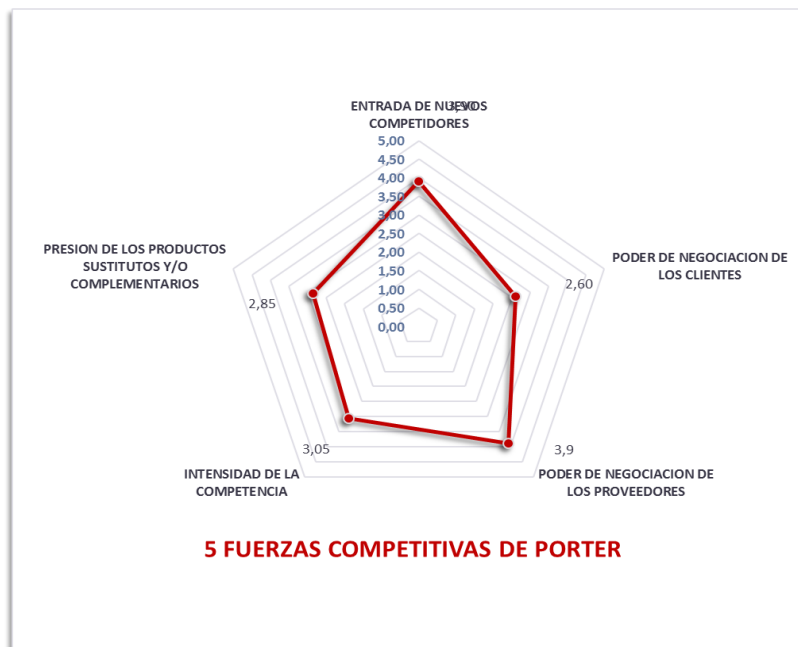 ENTRADA DE NUEVOS
3,90
COMPETIDORES
5,00
4,50
4,00
3,50
3,00
2,50
2,00
1,50
1,00
0,50
0,00
PRESION DE LOS PRODUCTOS
SUSTITUTOS Y/O
COMPLEMENTARIOS
2,85
PODER DE NEGOCIACION DE
LOS CLIENTES
2,60
3,05
INTENSIDAD DE LA
COMPETENCIA
3,9
PODER DE NEGOCIACION DE
LOS PROVEEDORES
5 FUERZAS COMPETITIVAS DE PORTER